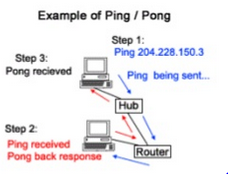 Example of Ping / Pong
Step 1:
Ping 204.228.150.3
Step 3:
Pong recieved
Ping being sent...
Hub
Step 2:
Ping received
Pong back response
Router